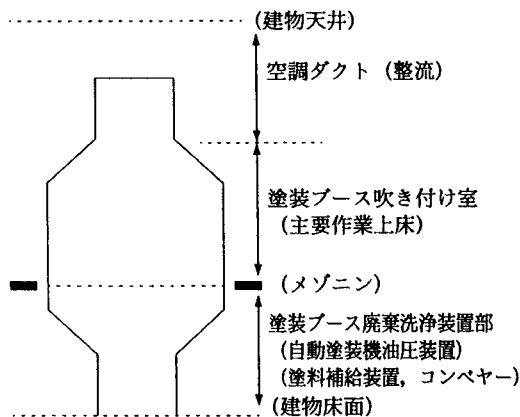 (建物天井)
空調ダクト (整流)
塗装ブース吹き付け室
(主要作業上床)
(メゾニン)
塗装ブース廃棄洗浄装置部
(自動塗装機油圧装置)
(塗料補給装置, コンベヤー)
(建物床面)